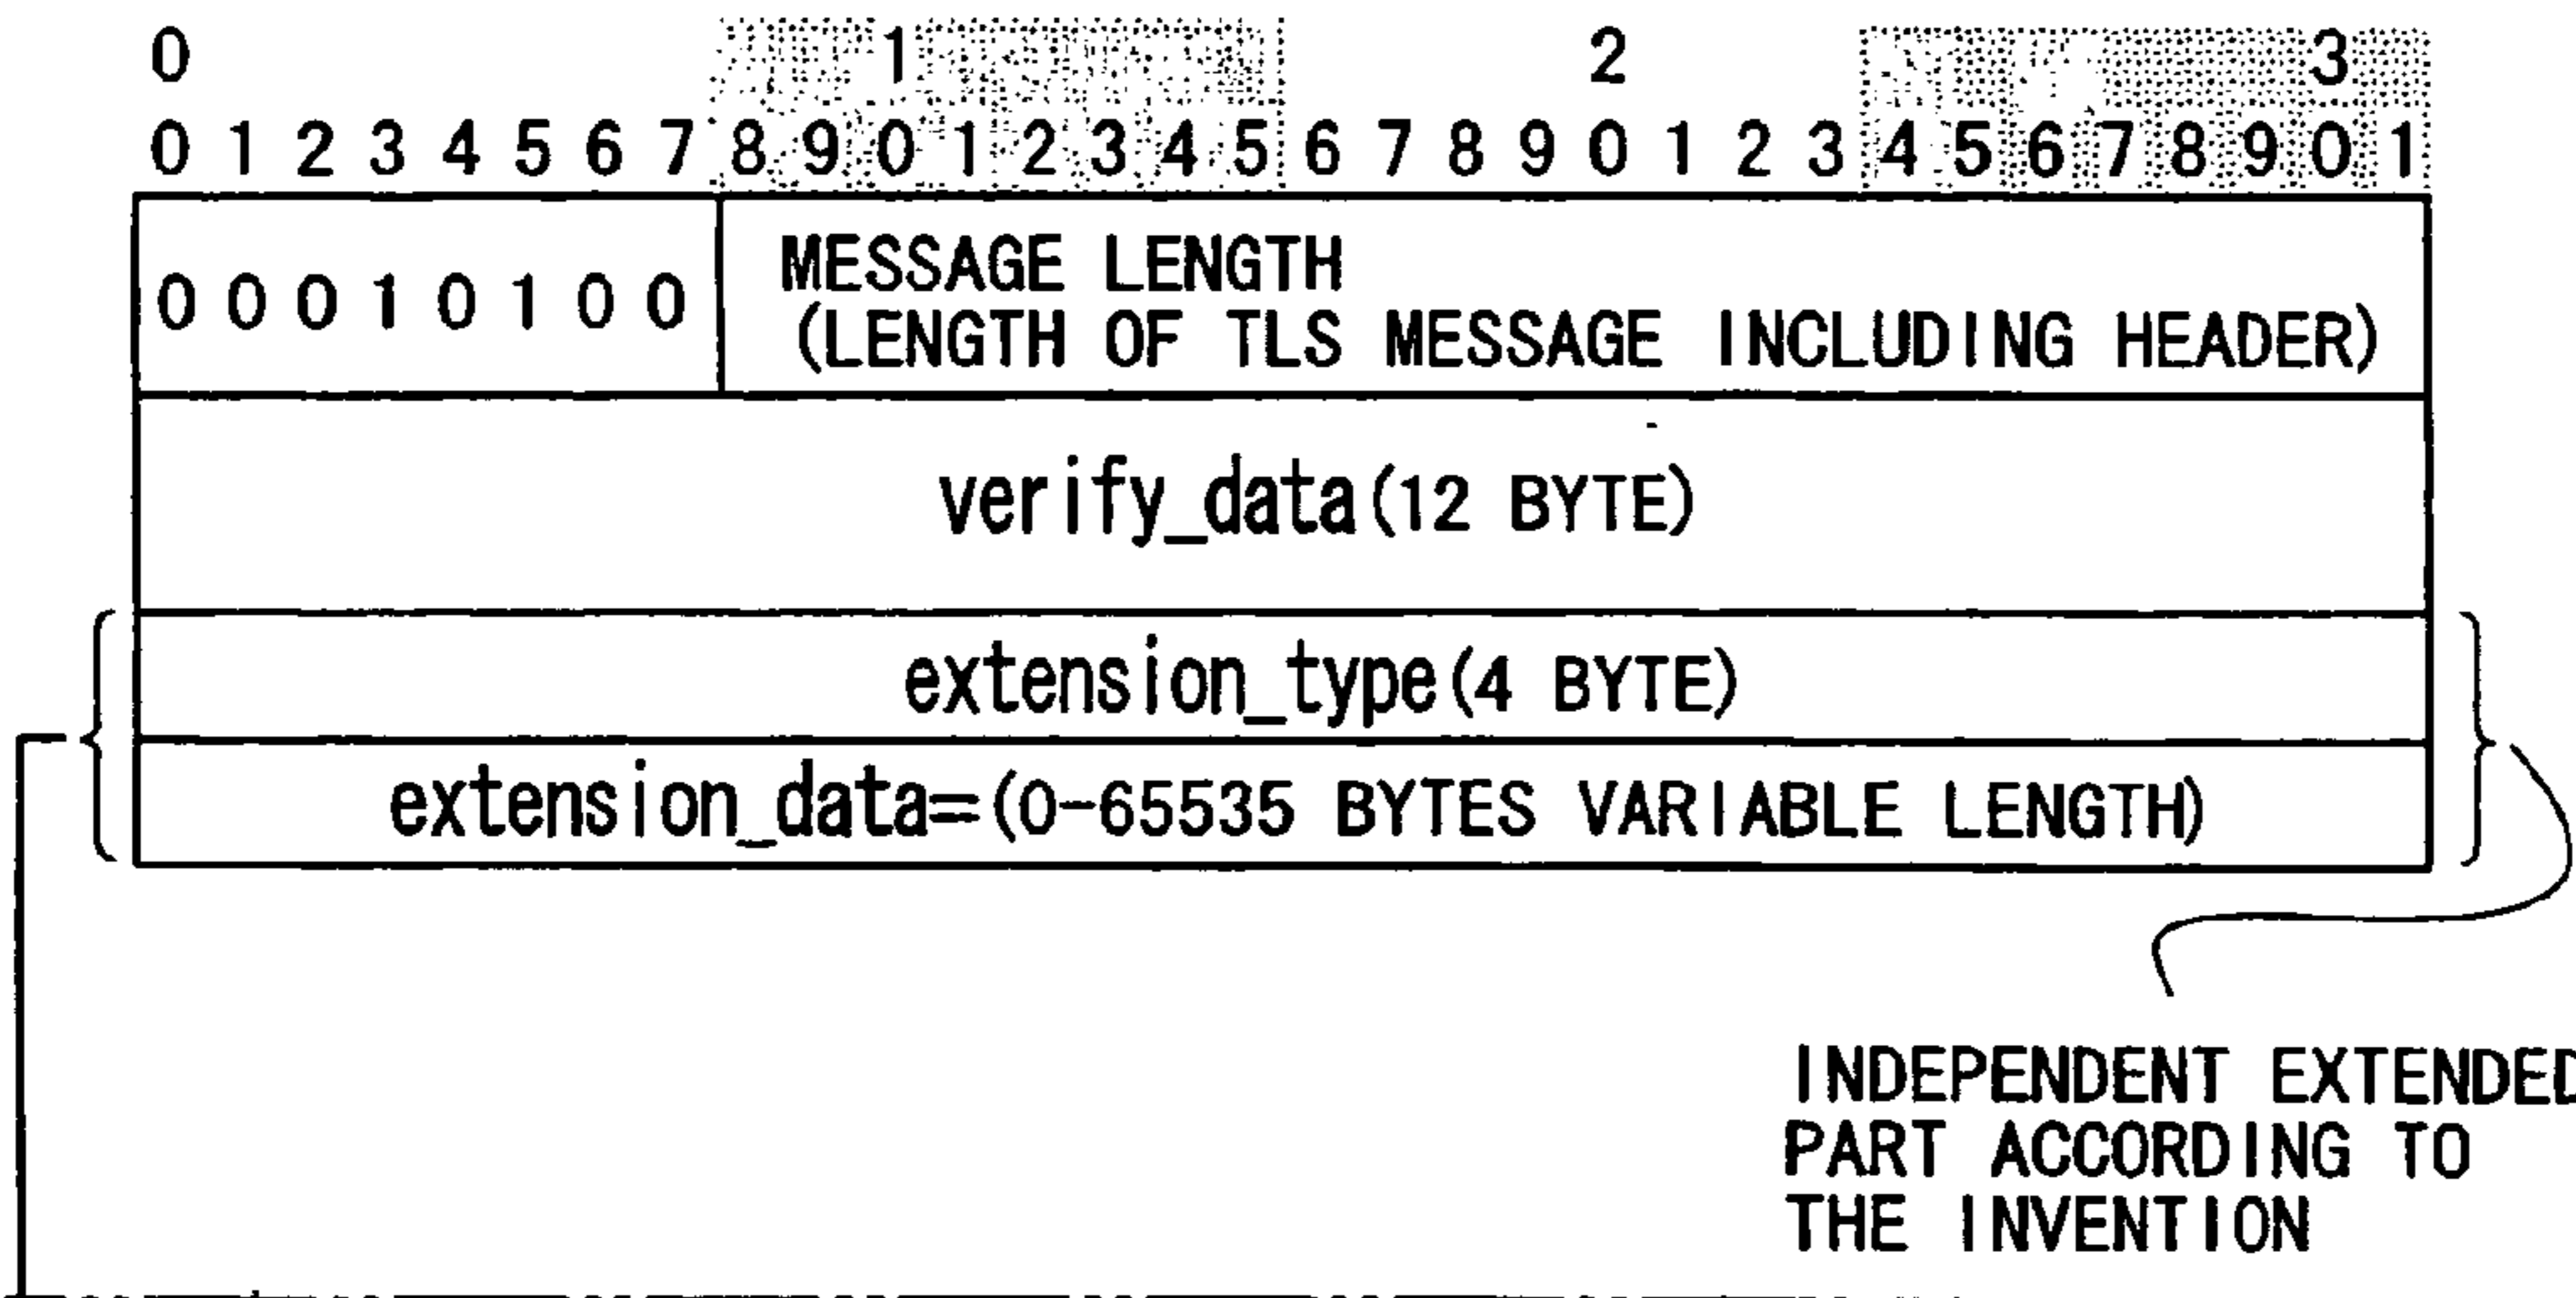 0 1 2 3
0 1 2 3 4 5 6 7 8 9 0 1 2 3 4 5 6 7 8 9 0 1 2 3 4 5 6 7 8 9 0 1
0 0 0 1 0 1 0 0
MESSAGE LENGTH
(LENGTH OF TLS MESSAGE INCLUDING HEADER)
verify_data(12 BYTE)
extension_type(4 BYTE)
extension_data=(0-65535 BYTES VARIABLE LENGTH)
INDEPENDENT EXTENDED
PART ACCORDING TO
THE INVENTION